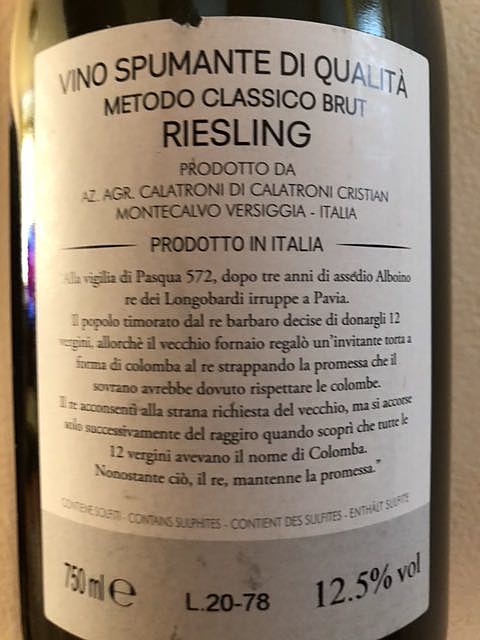 VINO SPUMANTE DI QUALITÀ
METODO CLASSICO BRUT
RIESLING
PRODOTTO DA
AZ. AGR. CALATRONI DI CALATRONI CRISTIAN
MONTECALVO VERSIGGIA - ITALIA
PRODOTTO IN ITALIA
"Alla vigilia di Pasqua 572, dopo tre anni di assedio Alboino
re dei Longobardi irruppe a Pavia.
Il popolo timorato dal re barbaro decise di donargli 12
vergini, allorchè il vecchio fornaio regalò un'invitante torta a
forma di colomba al re strappando la promessa che il
sovrano avrebbe dovuto rispettare le colombe.
Il re acconsentì alla strana richiesta del vecchio, ma si accorse
solo successivamente del raggiro quando scoprì che tutte le
12 vergini avevano il nome di Colomba.
Nonostante ciò, il re, mantenne la promessa."
CONTIENE SOLFITI - CONTAINS SULPHITES - CONTIENT DES SULFITES - ENTHÄLT SULFITE
750 ml e L.20-78 12.5% vol